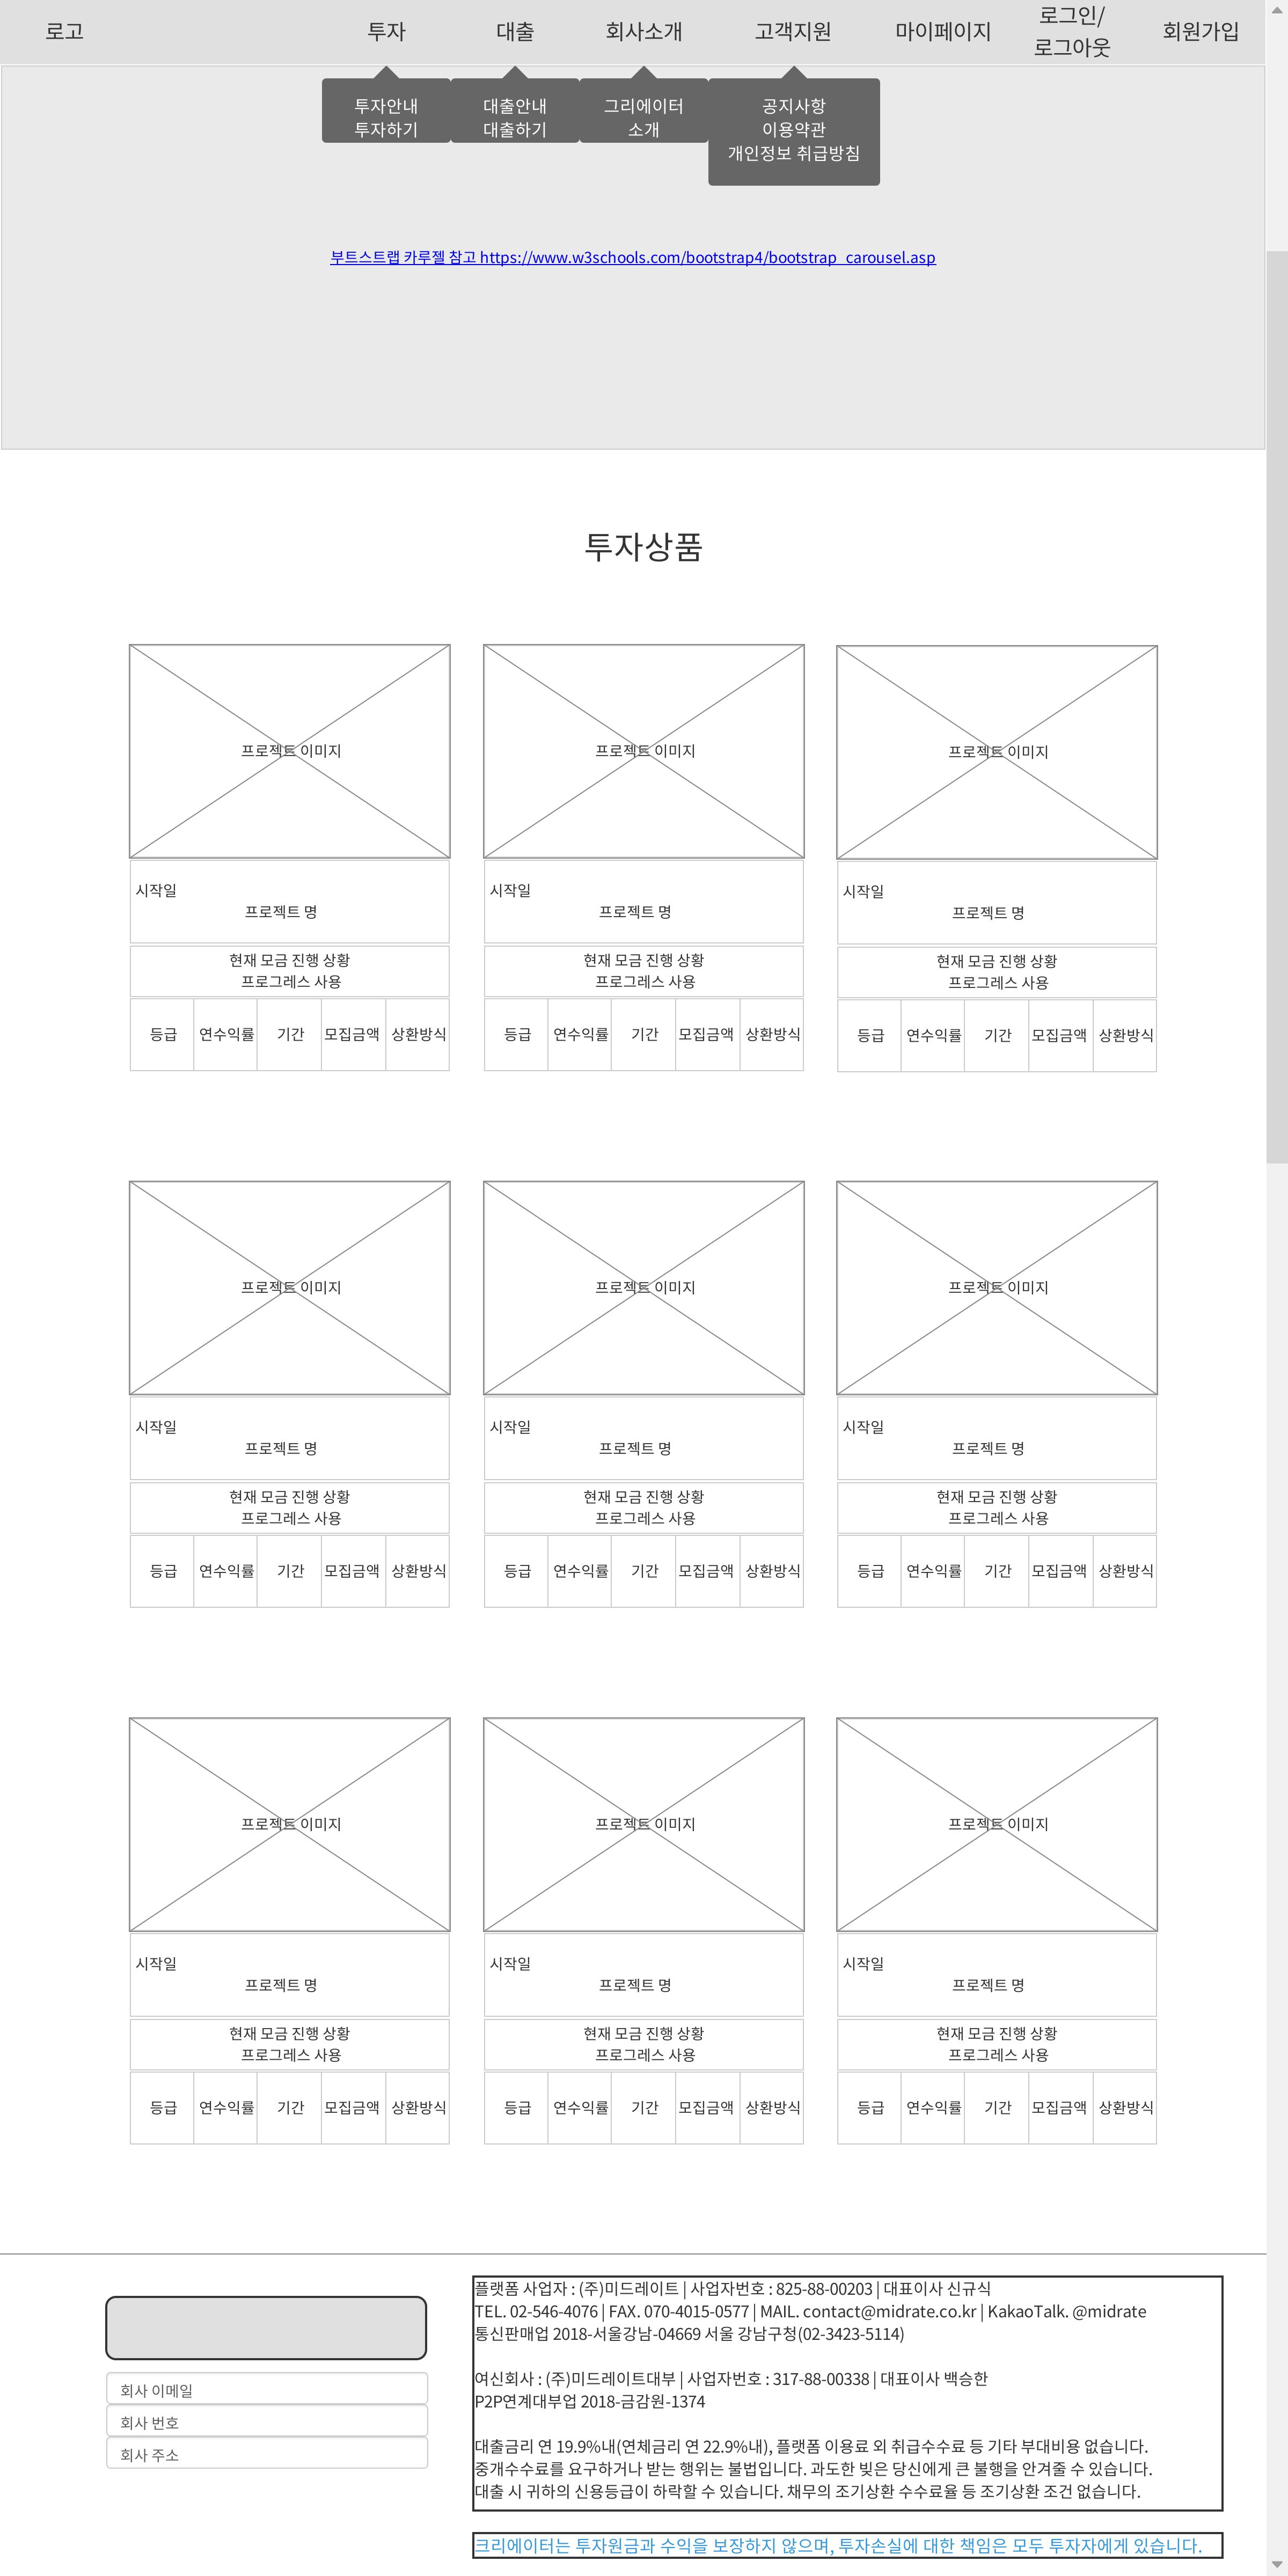 로고
투자
대출
회사소개
고객지원
마이페이지
로그인/
로그아웃
회원가입
투자안내
투자하기
대출안내
대출하기
그리에이터
소개
공지사항
이용약관
개인정보 취급방침
부트스트랩 카루젤 참고 https://www.w3schools.com/bootstrap4/bootstrap_carousel.asp
투자상품
프로젝트 이미지
시작일
프로젝트 명
현재 모금 진행 상황
프로그레스 사용
등급 연수익률 기간 모집금액 상환방식
프로젝트 이미지
시작일
프로젝트 명
현재 모금 진행 상황
프로그레스 사용
등급 연수익률 기간 모집금액 상환방식
프로젝트 이미지
시작일
프로젝트 명
현재 모금 진행 상황
프로그레스 사용
등급 연수익률 기간 모집금액 상환방식
프로젝트 이미지
시작일
프로젝트 명
현재 모금 진행 상황
프로그레스 사용
등급 연수익률 기간 모집금액 상환방식
프로젝트 이미지
시작일
프로젝트 명
현재 모금 진행 상황
프로그레스 사용
등급 연수익률 기간 모집금액 상환방식
프로젝트 이미지
시작일
프로젝트 명
현재 모금 진행 상황
프로그레스 사용
등급 연수익률 기간 모집금액 상환방식
프로젝트 이미지
시작일
프로젝트 명
현재 모금 진행 상황
프로그레스 사용
등급 연수익률 기간 모집금액 상환방식
프로젝트 이미지
시작일
프로젝트 명
현재 모금 진행 상황
프로그레스 사용
등급 연수익률 기간 모집금액 상환방식
프로젝트 이미지
시작일
프로젝트 명
현재 모금 진행 상황
프로그레스 사용
등급 연수익률 기간 모집금액 상환방식
회사 이메일
회사 번호
회사 주소
플랫폼 사업자 : (주)미드레이트 | 사업자번호 : 825-88-00203 | 대표이사 신규식
TEL. 02-546-4076 | FAX. 070-4015-0577 | MAIL. contact@midrate.co.kr | KakaoTalk. @midrate
통신판매업 2018-서울강남-04669 서울 강남구청(02-3423-5114)
여신회사 : (주)미드레이트대부 | 사업자번호 : 317-88-00338 | 대표이사 백승한
P2P연계대부업 2018-금감원-1374
대출금리 연 19.9%내(연체금리 연 22.9%내), 플랫폼 이용료 외 취급수수료 등 기타 부대비용 없습니다.
중개수수료를 요구하거나 받는 행위는 불법입니다. 과도한 빚은 당신에게 큰 불행을 안겨줄 수 있습니다.
대출 시 귀하의 신용등급이 하락할 수 있습니다. 채무의 조기상환 수수료율 등 조기상환 조건 없습니다.
크리에이터는 투자원금과 수익을 보장하지 않으며, 투자손실에 대한 책임은 모두 투자자에게 있습니다.